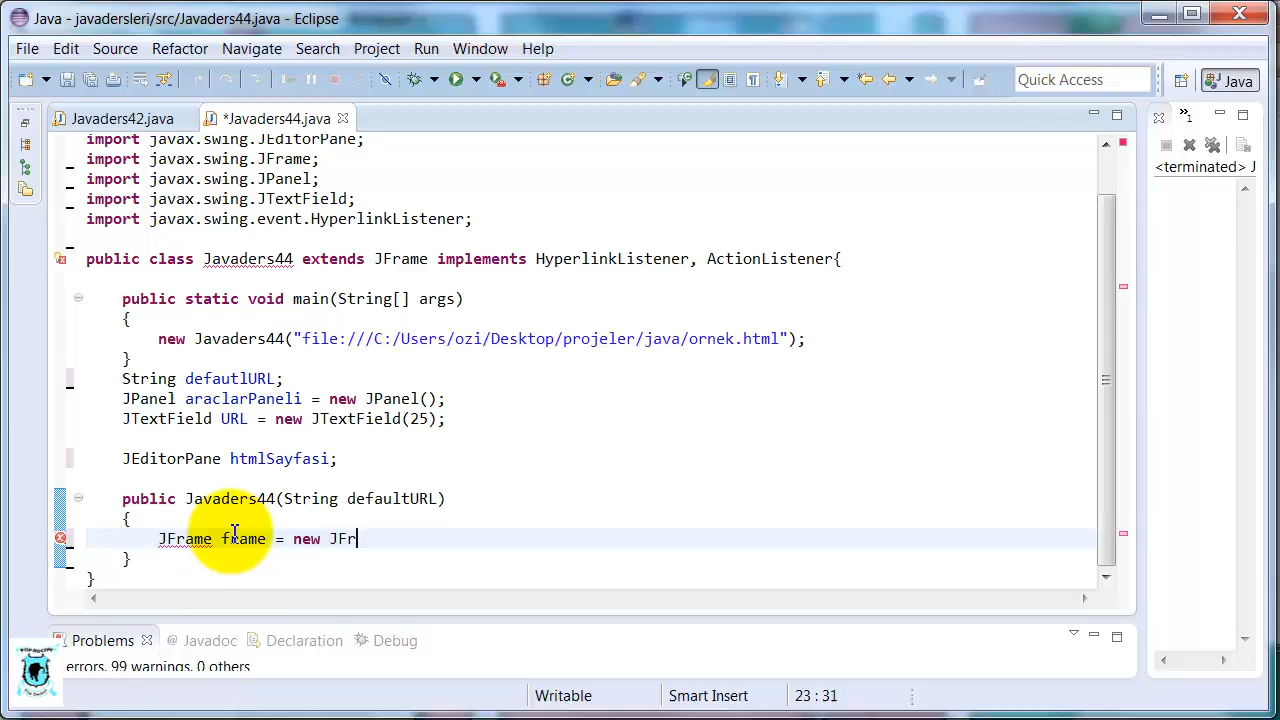 Java - javadersleri/src/Javaders44.java - Eclipse
File Edit Source Refactor Navigate Search Project Run Window Help
Quick Access
Java
Javaders42.java
*Javaders44.java
»1
import javax.swing.JEditorPane;
import javax.swing.JFrame;
import javax.swing.JPanel;
import javax.swing.JTextField;
import javax.swing.event.HyperlinkListener;
public class Javaders44 extends JFrame implements HyperlinkListener, ActionListener{
public static void main(String[] args)
{
new Javaders44("file:///C:/Users/ozi/Desktop/projeler/java/ornek.html");
}
String defautlURL;
JPanel araclarPaneli = new JPanel();
JTextField URL = new JTextField(25);
JEditorPane htmlSayfasi;
public Javaders44(String defaultURL)
{
JFrame frame = new JFr
}
}
<terminated> J
Problems @ Javadoc Declaration Debug
errors, 99 warnings, 0 others
Writable Smart Insert 23 : 31